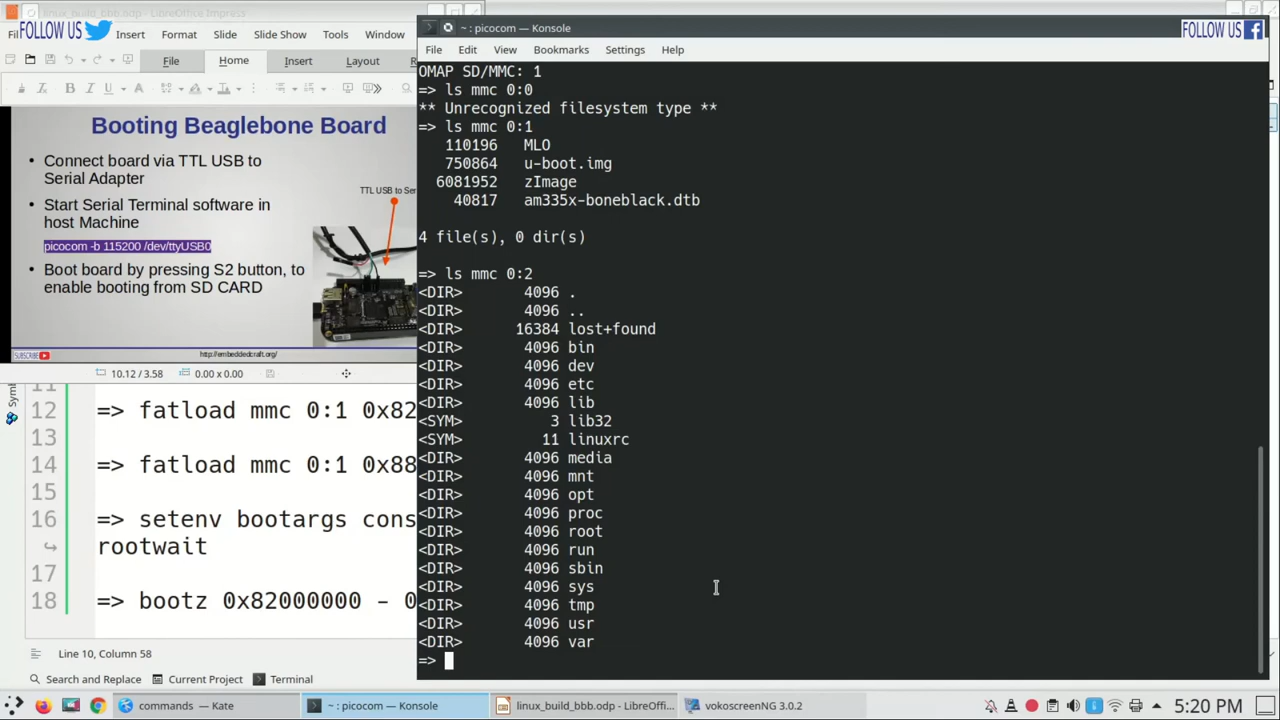 linux_build_bbb.odp - LibreOffice Impress
FOLLOW US
Fil
Insert Format Slide Slide Show Tools Window
File Home Insert Layout
Booting Beaglebone Board
• Connect board via TTL USB to
Serial Adapter
• Start Serial Terminal software in
host Machine
picocom -b 115200 /dev/ttyUSB0
• Boot board by pressing S2 button, to
enable booting from SD CARD
TTL USB to Ser
SUBSCRIBE
http://embeddedcraft.org/
10.12 / 3.58 0.00 x 0.00
11
12 => fatload mmc 0:1 0x82
13
14 => fatload mmc 0:1 0x88
15
16 => setenv bootargs cons
rootwait
17
18 => bootz 0x82000000 - 0
Line 10, Column 58
Search and Replace Current Project Terminal
~ : picocom — Konsole
FOLLOW US
File Edit View Bookmarks Settings Help
OMAP SD/MMC: 1
=> ls mmc 0:0
** Unrecognized filesystem type **
=> ls mmc 0:1
110196 MLO
750864 u-boot.img
6081952 zImage
40817 am335x-boneblack.dtb
4 file(s), 0 dir(s)
=> ls mmc 0:2
<DIR> 4096 .
<DIR> 4096 ..
<DIR> 16384 lost+found
<DIR> 4096 bin
<DIR> 4096 dev
<DIR> 4096 etc
<DIR> 4096 lib
<SYM> 3 lib32
<SYM> 11 linuxrc
<DIR> 4096 media
<DIR> 4096 mnt
<DIR> 4096 opt
<DIR> 4096 proc
<DIR> 4096 root
<DIR> 4096 run
<DIR> 4096 sbin
<DIR> 4096 sys
<DIR> 4096 tmp
<DIR> 4096 usr
<DIR> 4096 var
=>
commands — Kate
~ : picocom — Konsole
linux_build_bbb.odp - LibreOffi...
vokoscreenNG 3.0.2
5:20 PM